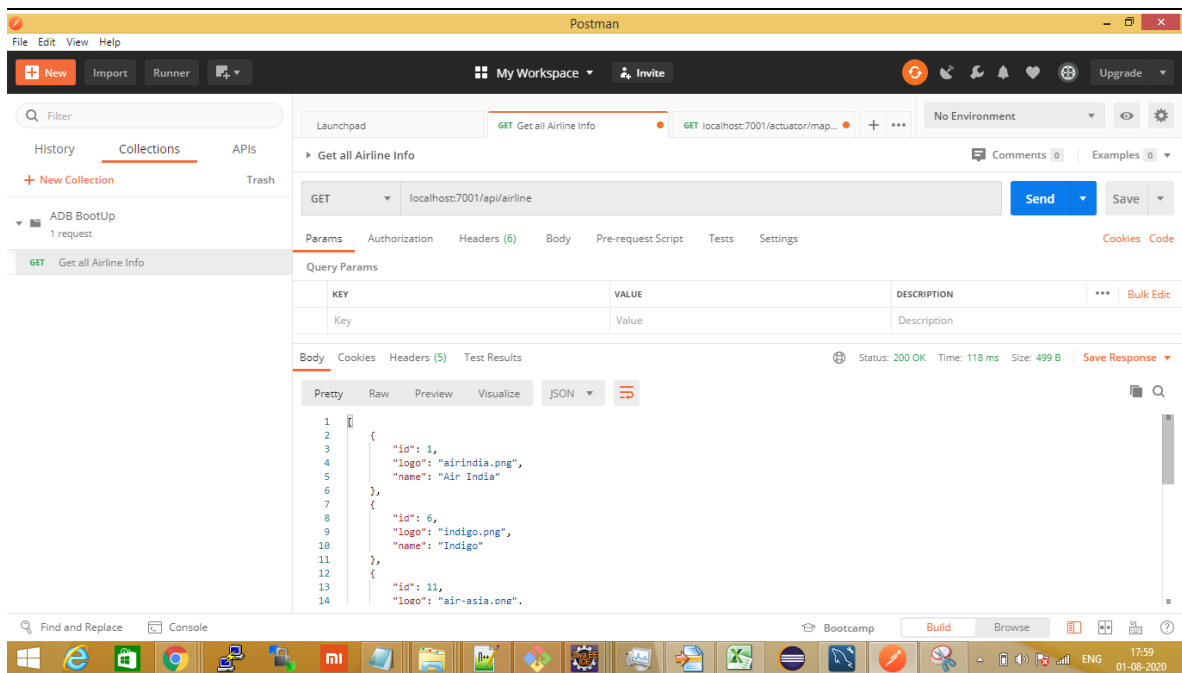 Postman
File Edit View Help
New Import Runner My Workspace Invite Upgrade
Filter
History Collections APIs
+ New Collection Trash
ADB BootUp
1 request
GET Get all Airline Info
Launchpad GET Get all Airline Info GET localhost:7001/actuator/map... + ••• No Environment
Get all Airline Info Comments 0 Examples 0
GET localhost:7001/api/airline Send Save
Params Authorization Headers (6) Body Pre-request Script Tests Settings Cookies Code
Query Params
KEY VALUE DESCRIPTION ••• Bulk Edit
Key Value Description
Body Cookies Headers (5) Test Results Status: 200 OK Time: 118 ms Size: 499 B Save Response
Pretty Raw Preview Visualize JSON
1 [
2 {
3 "id": 1,
4 "logo": "airindia.png",
5 "name": "Air India"
6 },
7 {
8 "id": 6,
9 "logo": "indigo.png",
10 "name": "Indigo"
11 },
12 {
13 "id": 11,
14 "logo": "air-asia.png",
Find and Replace Console Bootcamp Build Browse
ENG 17:59
01-08-2020